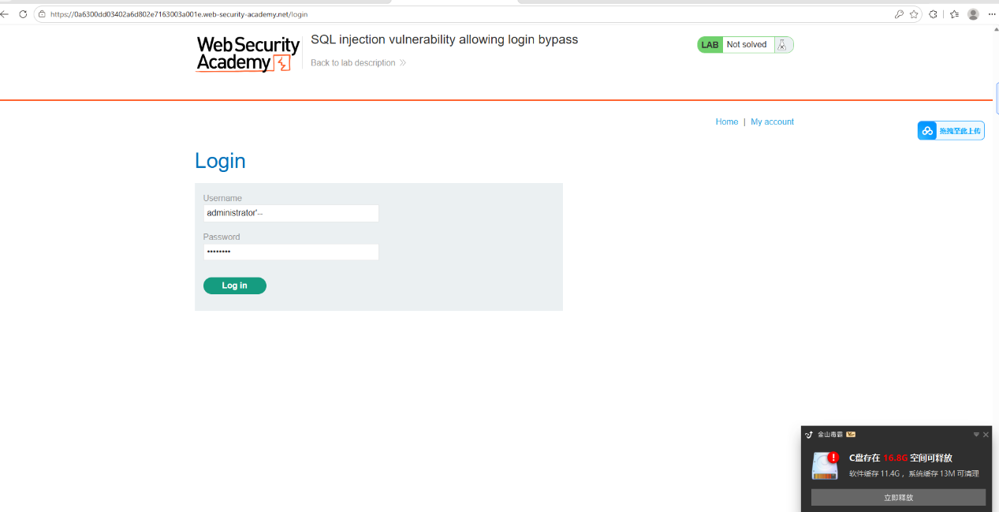 https://0a6300dd03402a6d802e7163003a001e.web-security-academy.net/login
WebSecurity
Academy
SQL injection vulnerability allowing login bypass
Back to lab description
LAB
Not solved
Home | My account
拖拽至此上传
Login
Username
administrator'--
Password
••••••••
Log in
金山毒霸
C盘存在 16.8G 空间可释放
软件缓存 11.4G ，系统缓存 13M 可清理
立即释放